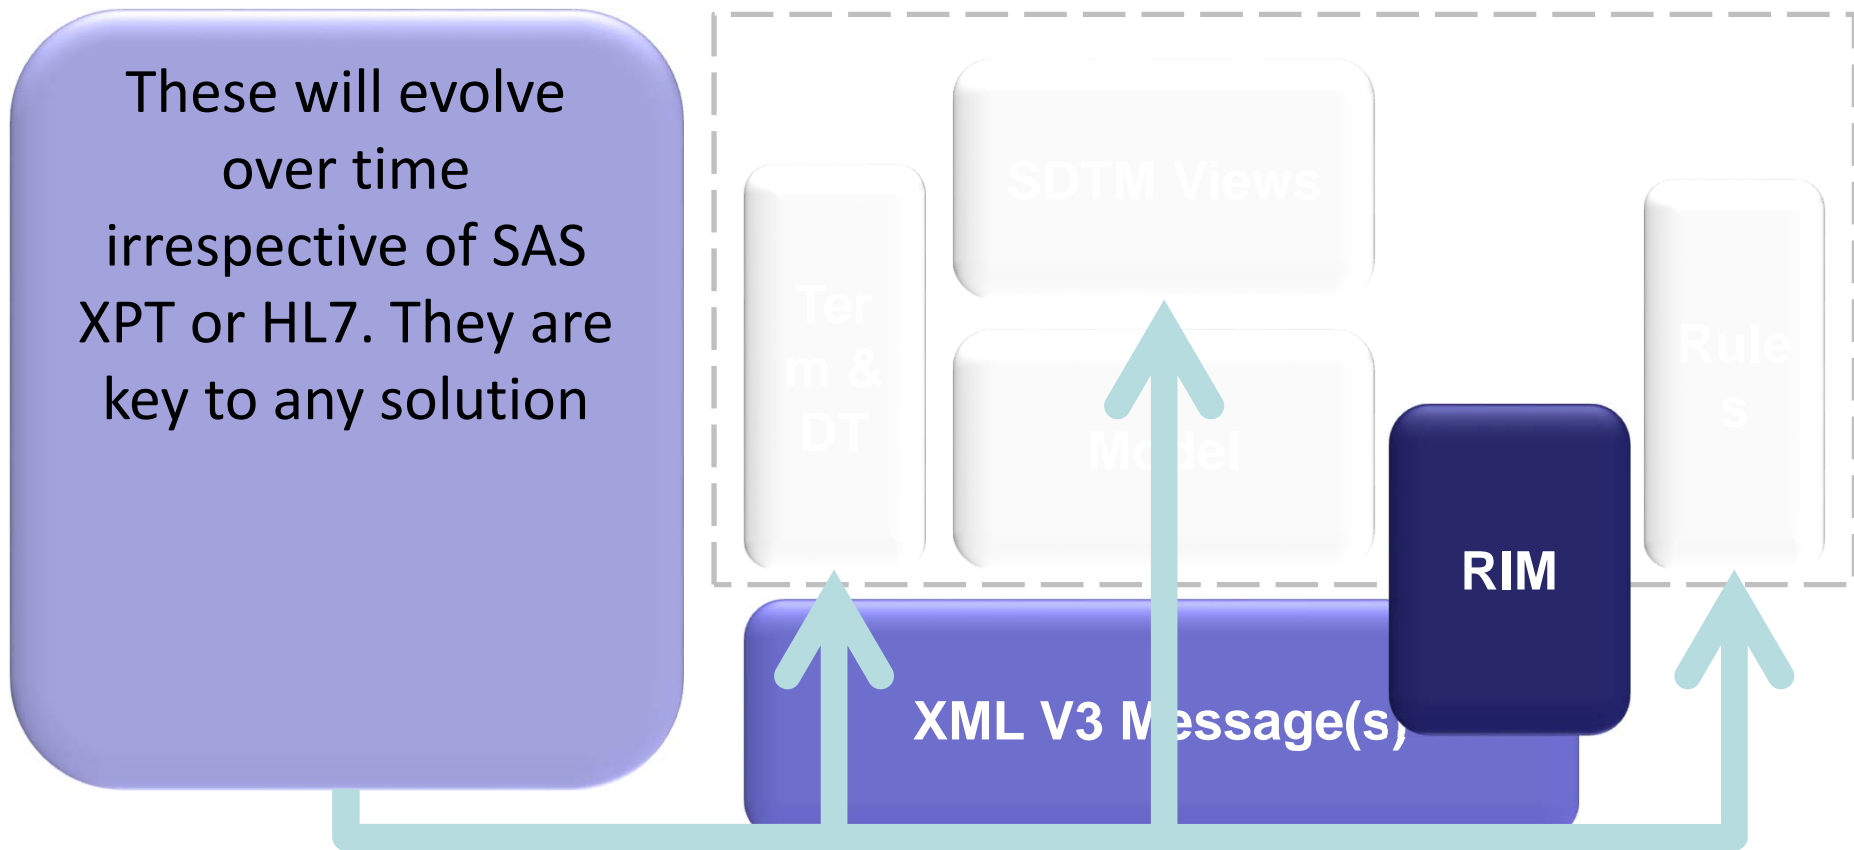 These will evolve
over time
irrespective of SAS
XPT or HL7. They are
key to any solution
SDTM Views
Ter
m &
DT
Model
Rule
s
RIM
XML V3 Message(s)